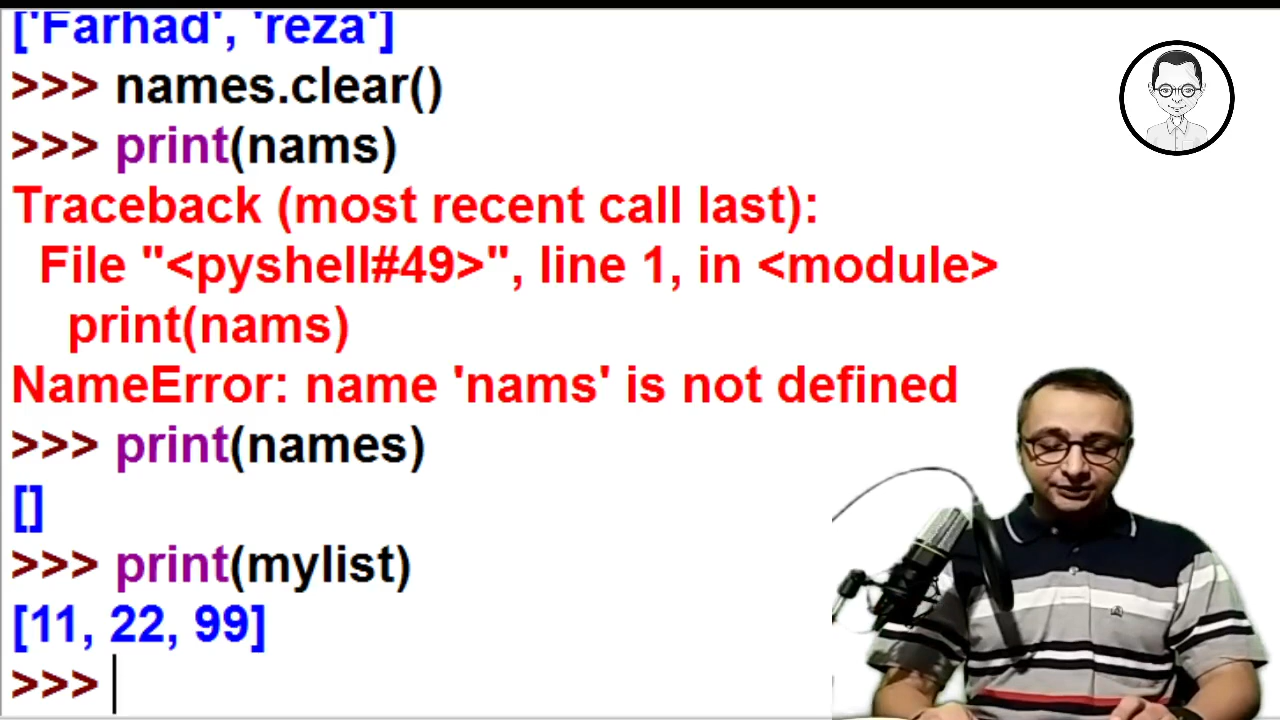 ['Farhad', 'reza']
>>> names.clear()
>>> print(nams)
Traceback (most recent call last):
  File "<pyshell#49>", line 1, in <module>
    print(nams)
NameError: name 'nams' is not defined
>>> print(names)
[]
>>> print(mylist)
[11, 22, 99]
>>>